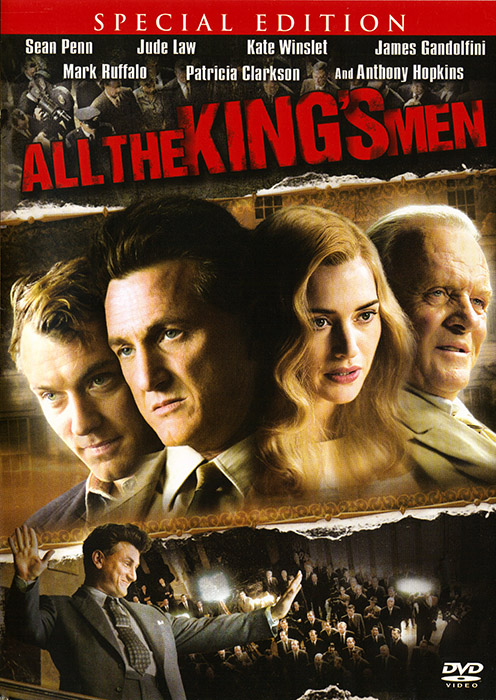 SPECIAL EDITION
Sean Penn Jude Law Kate Winslet James Gandolfini
Mark Ruffalo Patricia Clarkson And Anthony Hopkins
ALL THE KING'S MEN
DVD
VIDEO